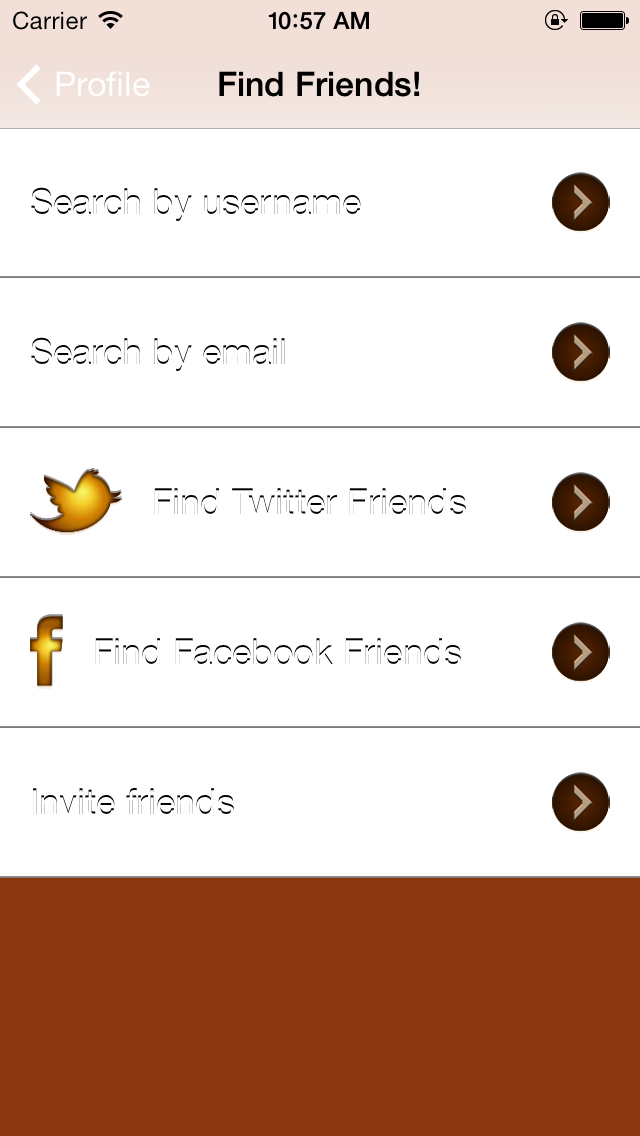 Carrier 10:57 AM
Profile Find Friends!
Search by username
Search by email
Find Twitter Friends
Find Facebook Friends
Invite friends